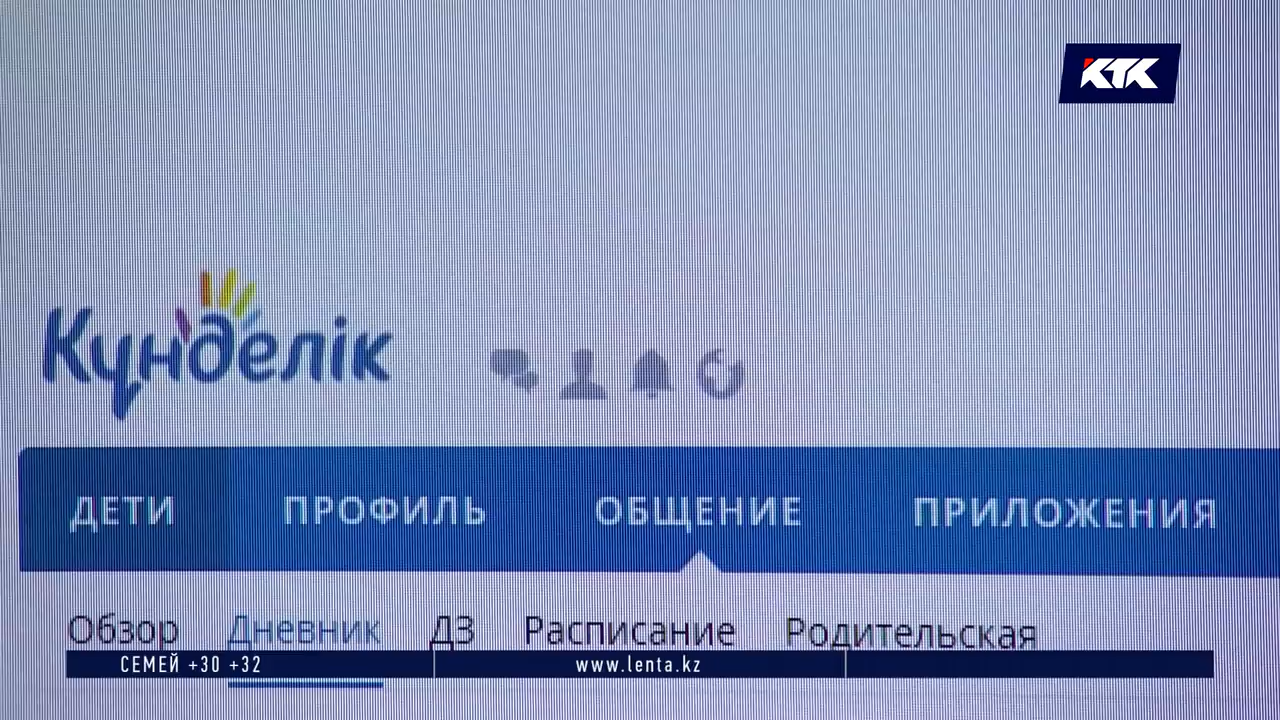 КТК
Күнделік
ДЕТИ ПРОФИЛЬ ОБЩЕНИЕ ПРИЛОЖЕНИЯ
Обзор Дневник ДЗ Расписание Родительская
СЕМЕЙ +30 +32 www.lenta.kz